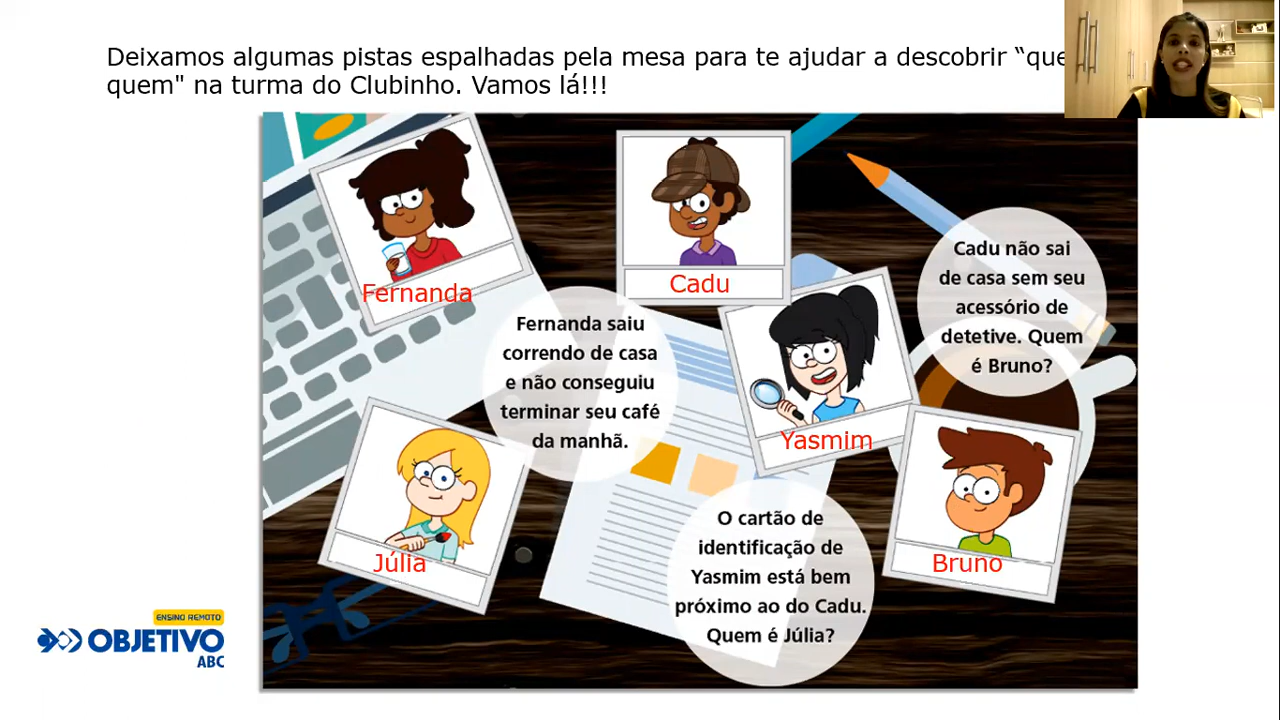 Deixamos algumas pistas espalhadas pela mesa para te ajudar a descobrir
quem" na turma do Clubinho. Vamos lá!!!
Fernanda
Cadu
Cadu não sai
de casa sem seu
acessório de
detetive. Quem
é Bruno?
Fernanda saiu
correndo de casa
e não conseguiu
terminar seu café
da manhã.
Yasmim
Júlia
Bruno
O cartão de
identificação de
Yasmim está bem
próximo ao do Cadu.
Quem é Júlia?
ENSINO REMOTO
OBJETIVO
ABC